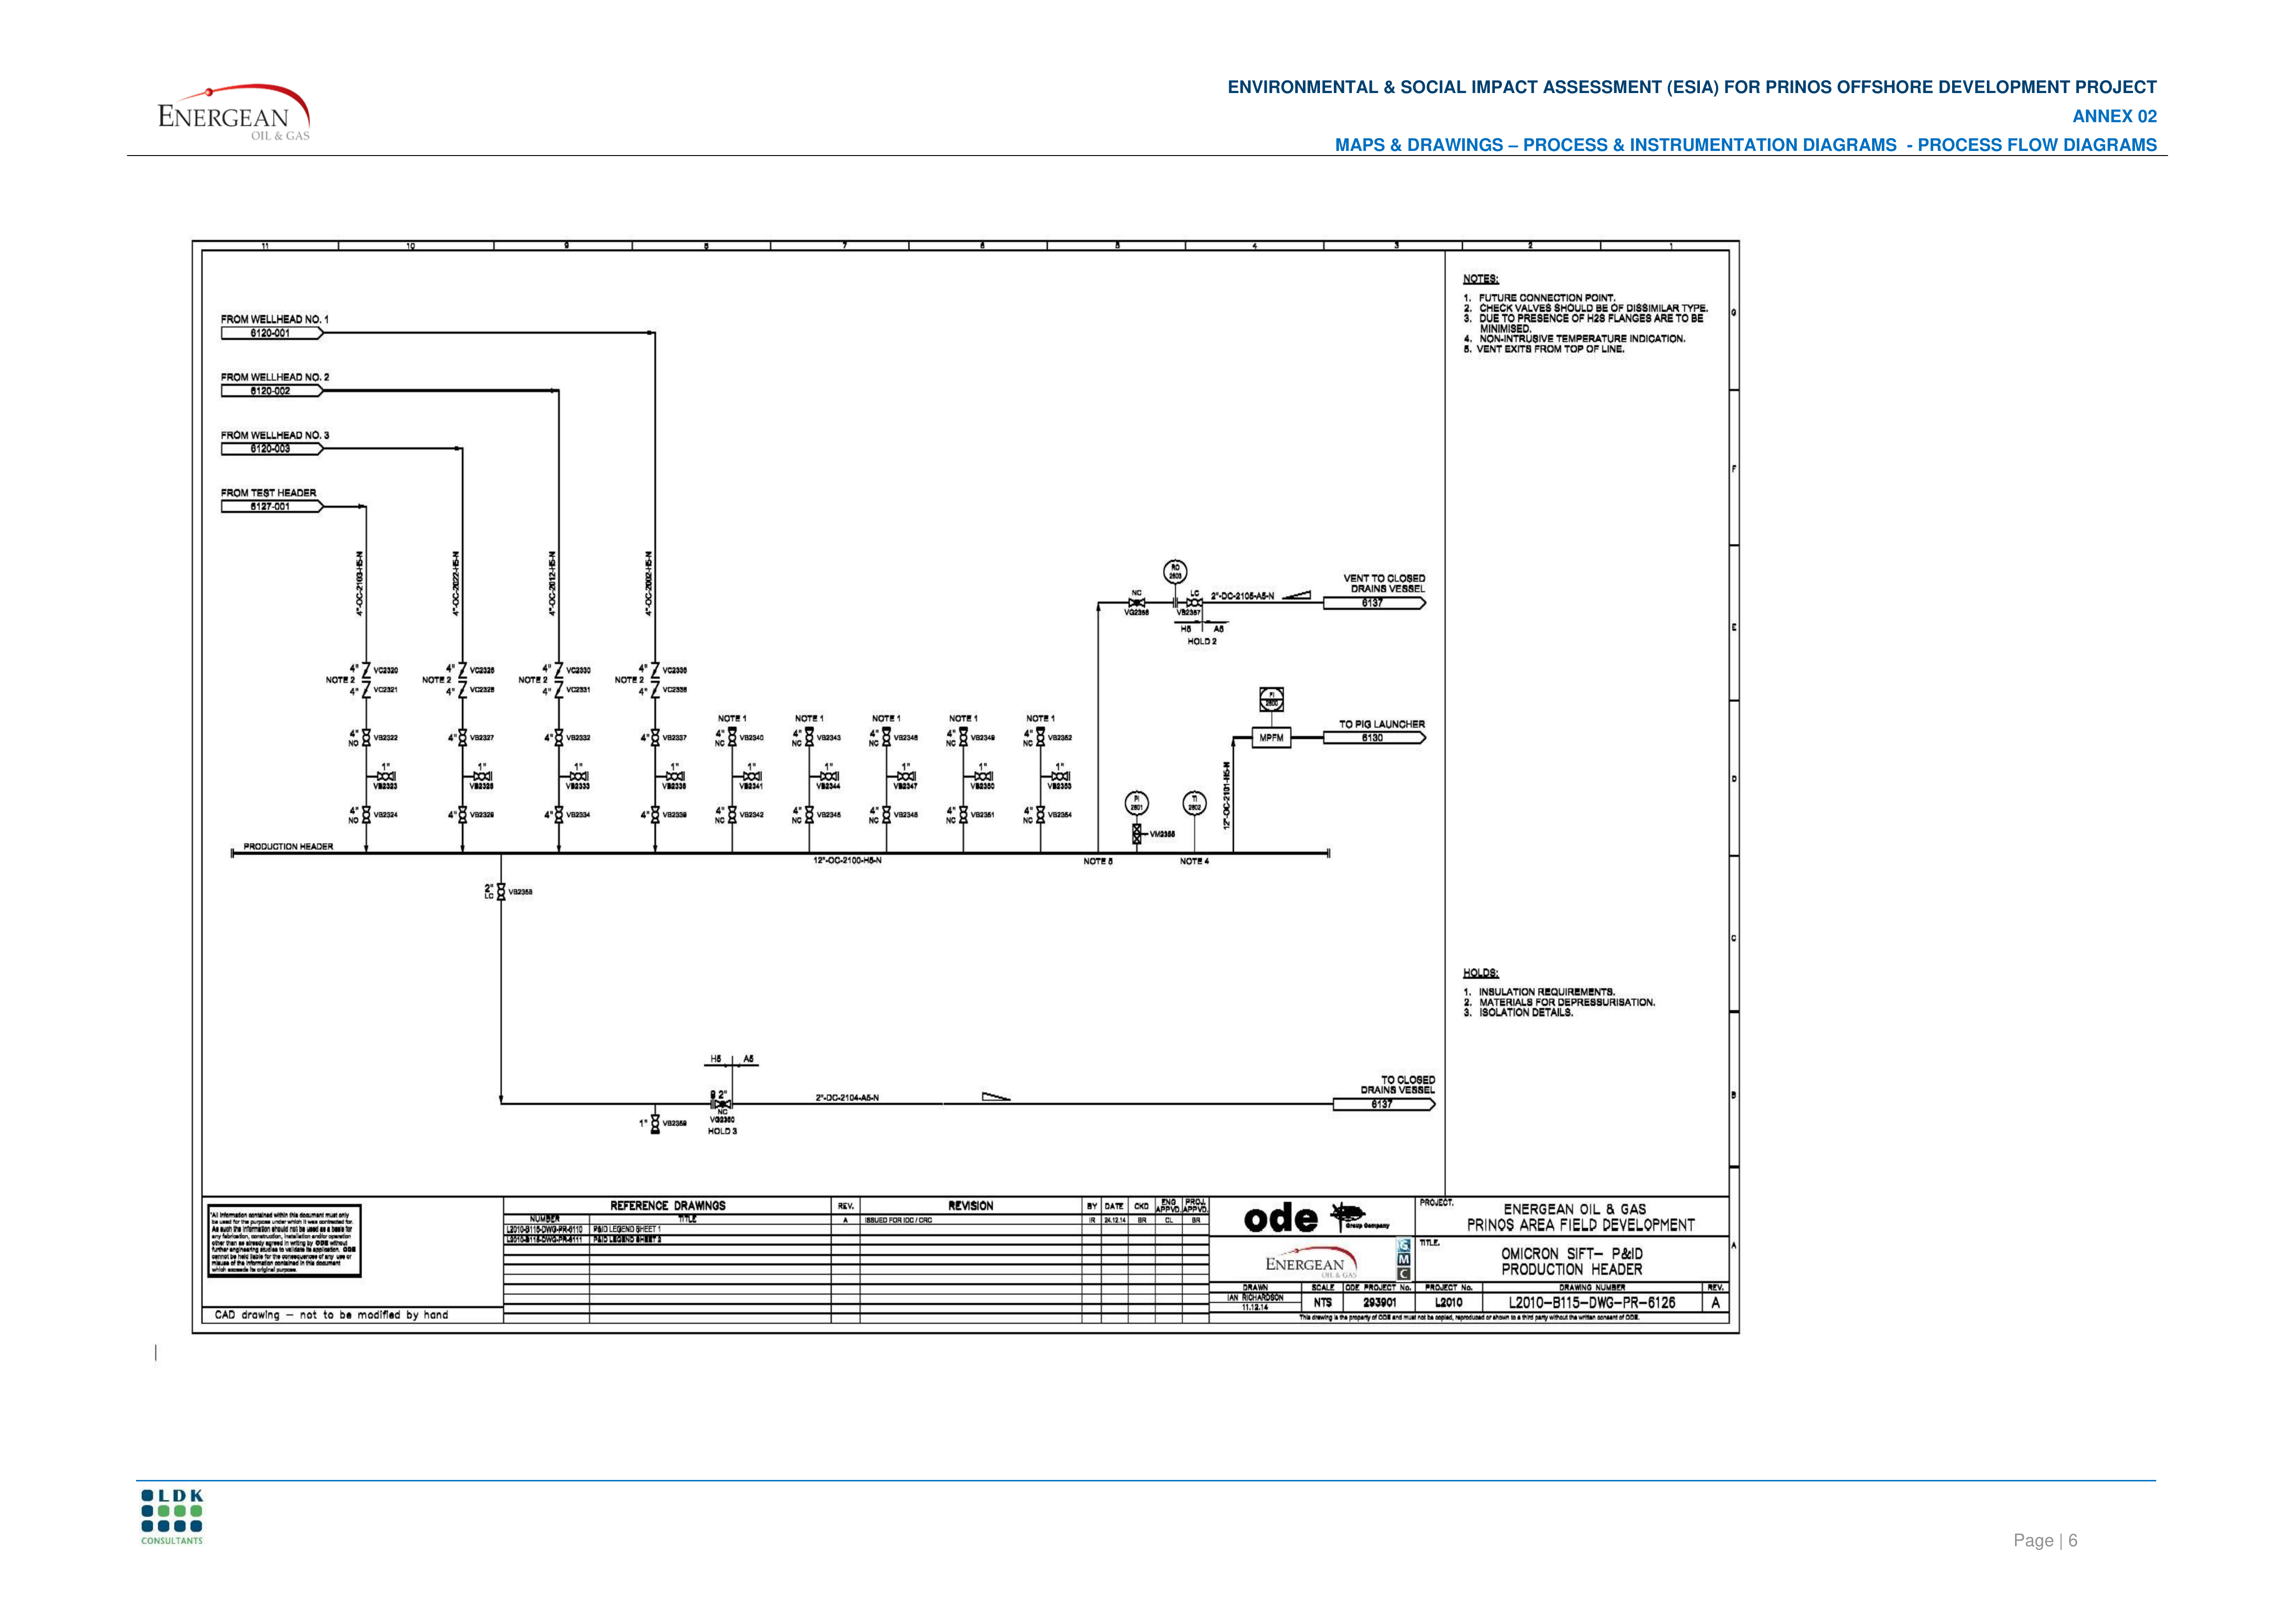 ENERGEAN
OIL & GAS
ENVIRONMENTAL & SOCIAL IMPACT ASSESSMENT (ESIA) FOR PRINOS OFFSHORE DEVELOPMENT PROJECT
ANNEX 02
MAPS & DRAWINGS – PROCESS & INSTRUMENTATION DIAGRAMS - PROCESS FLOW DIAGRAMS
11 10 9 8 7 6 5 4 3 2 1
NOTES:
1. FUTURE CONNECTION POINT.
2. CHECK VALVES SHOULD BE OF DISSIMILAR TYPE.
3. DUE TO PRESENCE OF H2S FLANGES ARE TO BE
MINIMISED.
4. NON-INTRUSIVE TEMPERATURE INDICATION.
5. VENT EXITS FROM TOP OF LINE.
G
F
E
D
C
B
A
FROM WELLHEAD NO. 1
6120-001
FROM WELLHEAD NO. 2
6120-002
FROM WELLHEAD NO. 3
6120-003
FROM TEST HEADER
6127-001
4"-OC-2103-H5-N
4"-OC-2022-H5-N
4"-OC-2012-H5-N
4"-OC-2002-H5-N
RO
NC
LC
2"-DC-2105-A5-N
VB2357
H5 A5
HOLD 2
VENT TO CLOSED
DRAINS VESSEL
6137
4" VC2320
NOTE 2
4" VC2321
4"
NOTE 2
4"
4" VC2330
NOTE 2
4" VC2331
4"
NOTE 2
4"
NOTE 1 NOTE 1 NOTE 1 NOTE 1 NOTE 1
4" NO VB2322
4" VB2327
4" VB2332
4" VB2337
4" NC VB2340
4" NC VB2343
4" NC VB2346
4" NC VB2349
4" NC VB2352
1" VB2323
1"
1" VB2333
1"
1" VB2341
1" VB2344
1" VB2347
1" VB2350
1" VB2353
4" NO VB2324
4" VB2329
4" VB2334
4" VB2339
4" NC VB2342
4" NC VB2345
4" NC VB2348
4" NC VB2351
4" NC VB2354
PI
2601
TI
2602
12"-OC-2101-H5-N
FI
2600
MPFM
TO PIG LAUNCHER
6130
PRODUCTION HEADER
12"-OC-2100-H5-N
NOTE 5
NOTE 4
2"
LC VB2358
H5 A5
2"
NC
VG2360
HOLD 3
1" VB2359
2"-DC-2104-A5-N
TO CLOSED
DRAINS VESSEL
6137
HOLDS:
1. INSULATION REQUIREMENTS.
2. MATERIALS FOR DEPRESSURISATION.
3. ISOLATION DETAILS.
"All information contained within this document must only
be used for the purpose under which it was contracted for.
As such the information should not be used as a basis for
any fabrication, construction, installation and/or operation
other than as already agreed in writing by ODE without
further engineering studies to validate its application. ODE
cannot be held liable for the consequences of any use or
misuse of the information contained in this document
which exceeds its original purpose.
CAD drawing – not to be modified by hand
REFERENCE DRAWINGS
NUMBER TITLE
L2010-B115-DWG-PR-6110 P&ID LEGEND SHEET 1
L2010-B115-DWG-PR-6111 P&ID LEGEND SHEET 2
REV. REVISION BY DATE CKD ENG APPVD. PROJ. APPVD.
A ISSUED FOR IDC / CRC IR 24.12.14 BR CL BR
ode
Group Company
ENERGEAN
OIL & GAS
G
M
C
PROJECT.
ENERGEAN OIL & GAS
PRINOS AREA FIELD DEVELOPMENT
TITLE.
OMICRON SIFT– P&ID
PRODUCTION HEADER
DRAWN
IAN RICHARDSON
11.12.14
SCALE
NTS
ODE PROJECT No.
293901
PROJECT No.
L2010
DRAWING NUMBER
L2010–B115–DWG–PR–6126
REV.
A
This drawing is the property of ODE and must not be copied, reproduced or shown to a third party without the written consent of ODE.
LDK
CONSULTANTS
Page | 6